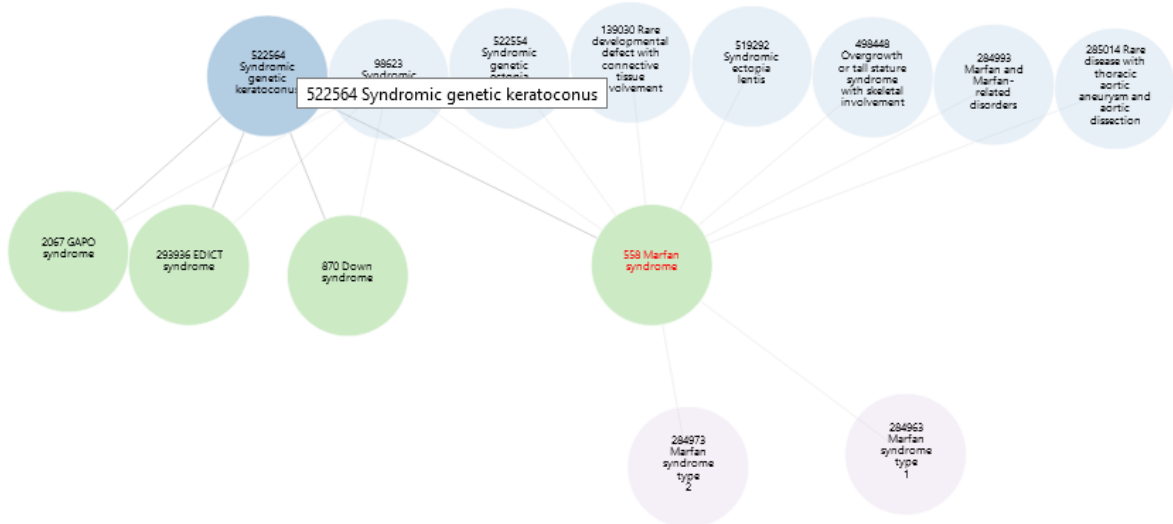 522564
Syndromic
genetic
keratoconus
98623
Syndromic
522554
Syndromic
genetic
139030 Rare
developmental
defect with
connective
tissue
519292
Syndromic
ectopia
lentis
498448
Overgrowth
or tall stature
syndrome
with skeletal
involvement
284993
Marfan and
Marfan-
related
disorders
285014 Rare
disease with
thoracic
aortic
aneurysm and
aortic
dissection
522564 Syndromic genetic keratoconus
2067 GAPO
syndrome
293936 EDICT
syndrome
870 Down
syndrome
558 Marfan
syndrome
284973
Marfan
syndrome
type
2
284963
Marfan
syndrome
type
1